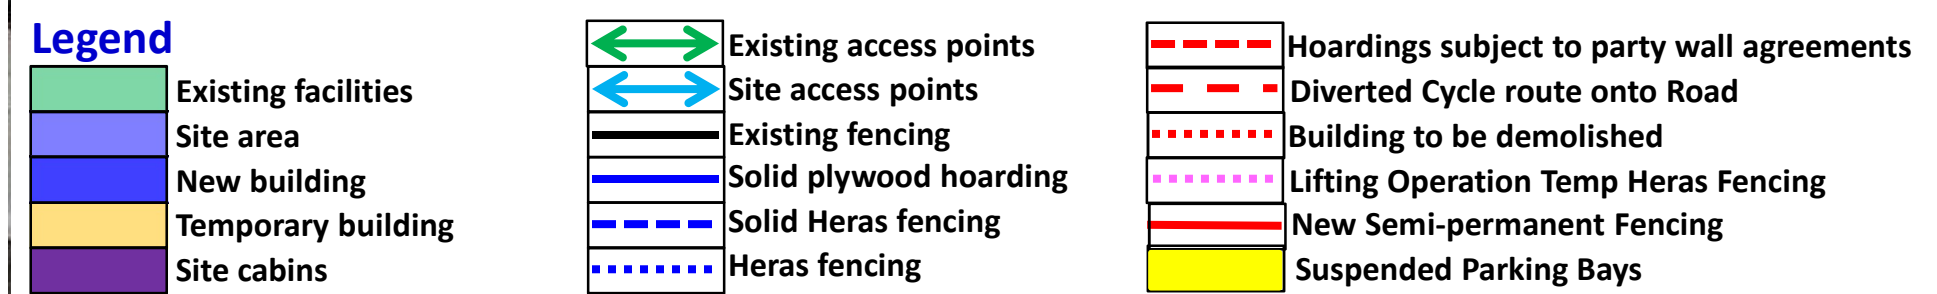 Legend
Existing facilities
Site area
New building
Temporary building
Site cabins
Existing access points
Site access points
Existing fencing
Solid plywood hoarding
Solid Heras fencing
Heras fencing
Hoardings subject to party wall agreements
Diverted Cycle route onto Road
Building to be demolished
Lifting Operation Temp Heras Fencing
New Semi-permanent Fencing
Suspended Parking Bays